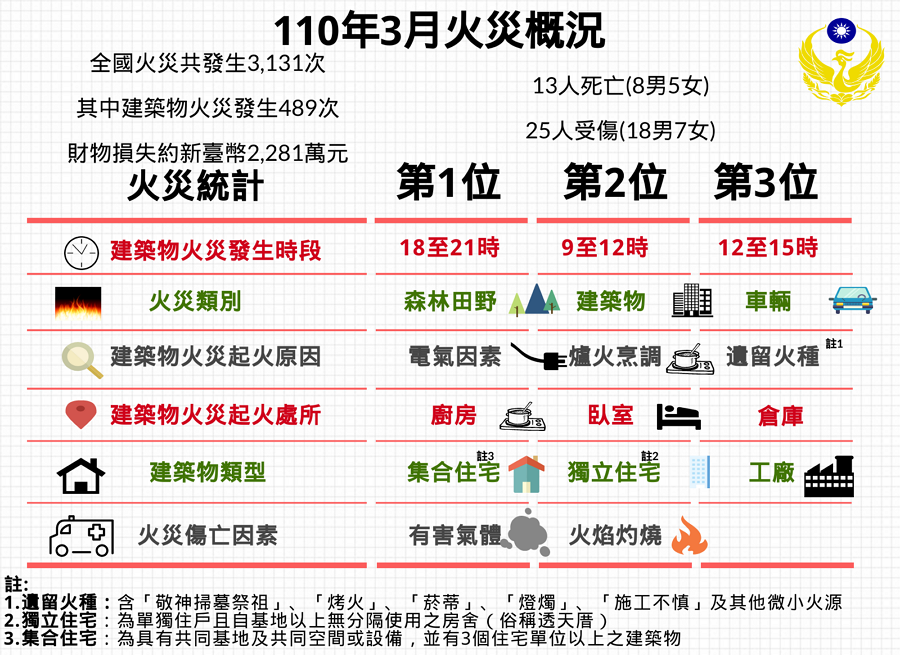 110年3月火災概況
全國火災共發生3,131次
其中建築物火災發生489次
財物損失約新臺幣2,281萬元
13人死亡(8男5女)
25人受傷(18男7女)
火災統計 第1位 第2位 第3位
建築物火災發生時段 18至21時 9至12時 12至15時
火災類別 森林田野 建築物 車輛
建築物火災起火原因 電氣因素 爐火烹調 遺留火種 註1
建築物火災起火處所 廚房 臥室 倉庫
建築物類型 集合住宅 註3 獨立住宅 註2 工廠
火災傷亡因素 有害氣體 火焰灼燒
註:
1.遺留火種：含「敬神掃墓祭祖」、「烤火」、「菸蒂」、「燈燭」、「施工不慎」及其他微小火源
2.獨立住宅：為單獨住戶且自基地以上無分隔使用之房舍（俗稱透天厝）
3.集合住宅：為具有共同基地及共同空間或設備，並有3個住宅單位以上之建築物